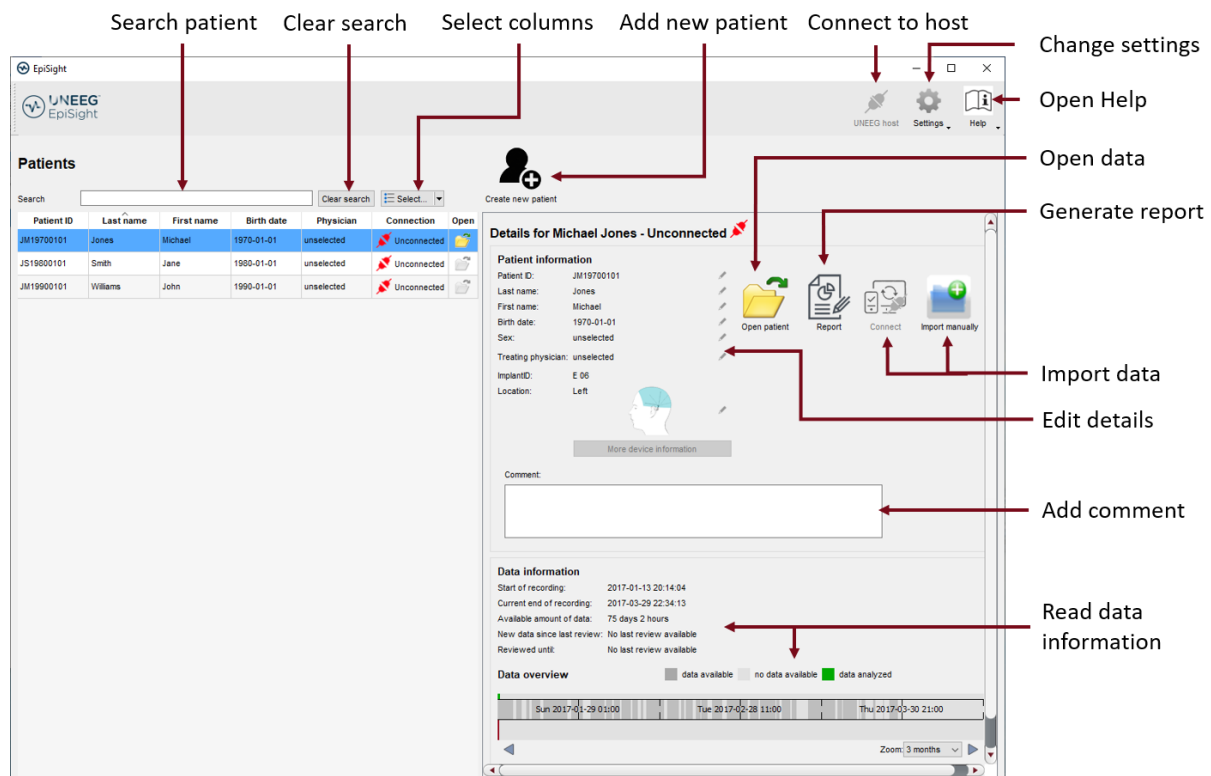 Search patient
Clear search
Select columns
Add new patient
Connect to host
Change settings
EpiSight
UNEEG
EpiSight
UNEEG host
Settings
Help
Open Help
Patients
Open data
Search
Clear search
Select...
Create new patient
Generate report
Patient ID Last name First name Birth date Physician Connection Open
JM19700101 Jones Michael 1970-01-01 unselected Unconnected
JS19800101 Smith Jane 1980-01-01 unselected Unconnected
JM19900101 Williams John 1990-01-01 unselected Unconnected
Details for Michael Jones - Unconnected
Patient information
Patient ID: JM19700101
Last name: Jones
First name: Michael
Birth date: 1970-01-01
Sex: unselected
Treating physician: unselected
ImplantID: E 06
Location: Left
Open patient
Report
Connect
Import manually
Import data
Edit details
More device information
Comment:
Add comment
Data information
Start of recording: 2017-01-13 20:14:04
Current end of recording: 2017-03-29 22:34:13
Available amount of data: 75 days 2 hours
New data since last review: No last review available
Reviewed until: No last review available
Read data
information
Data overview
data available no data available data analyzed
Sun 2017-01-29 01:00 Tue 2017-02-28 11:00 Thu 2017-03-30 21:00
Zoom: 3 months